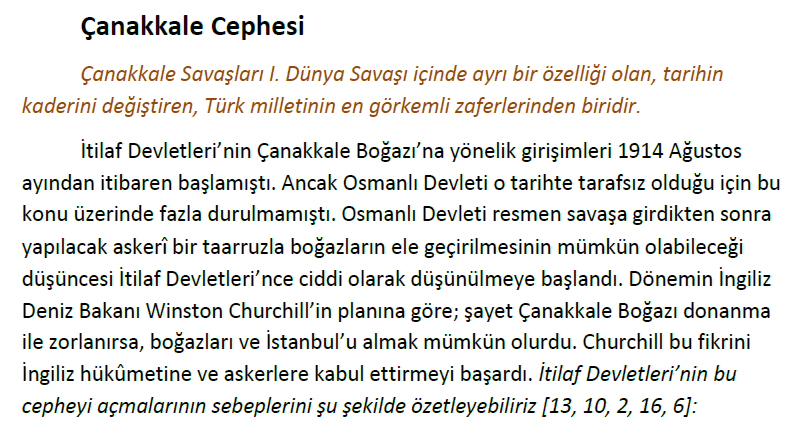 Çanakkale Cephesi
Çanakkale Savaşları I. Dünya Savaşı içinde ayrı bir özelliği olan, tarihin
kaderini değiştiren, Türk milletinin en görkemli zaferlerinden biridir.
İtilaf Devletleri’nin Çanakkale Boğazı’na yönelik girişimleri 1914 Ağustos
ayından itibaren başlamıştı. Ancak Osmanlı Devleti o tarihte tarafsız olduğu için bu
konu üzerinde fazla durulmamıştı. Osmanlı Devleti resmen savaşa girdikten sonra
yapılacak askerî bir taarruzla boğazların ele geçirilmesinin mümkün olabileceği
düşüncesi İtilaf Devletleri’nce ciddi olarak düşünülmeye başlandı. Dönemin İngiliz
Deniz Bakanı Winston Churchill’in planına göre; şayet Çanakkale Boğazı donanma
ile zorlanırsa, boğazları ve İstanbul’u almak mümkün olurdu. Churchill bu fikrini
İngiliz hükûmetine ve askerlere kabul ettirmeyi başardı. İtilaf Devletleri’nin bu
cepheyi açmalarının sebeplerini şu şekilde özetleyebiliriz [13, 10, 2, 16, 6]: